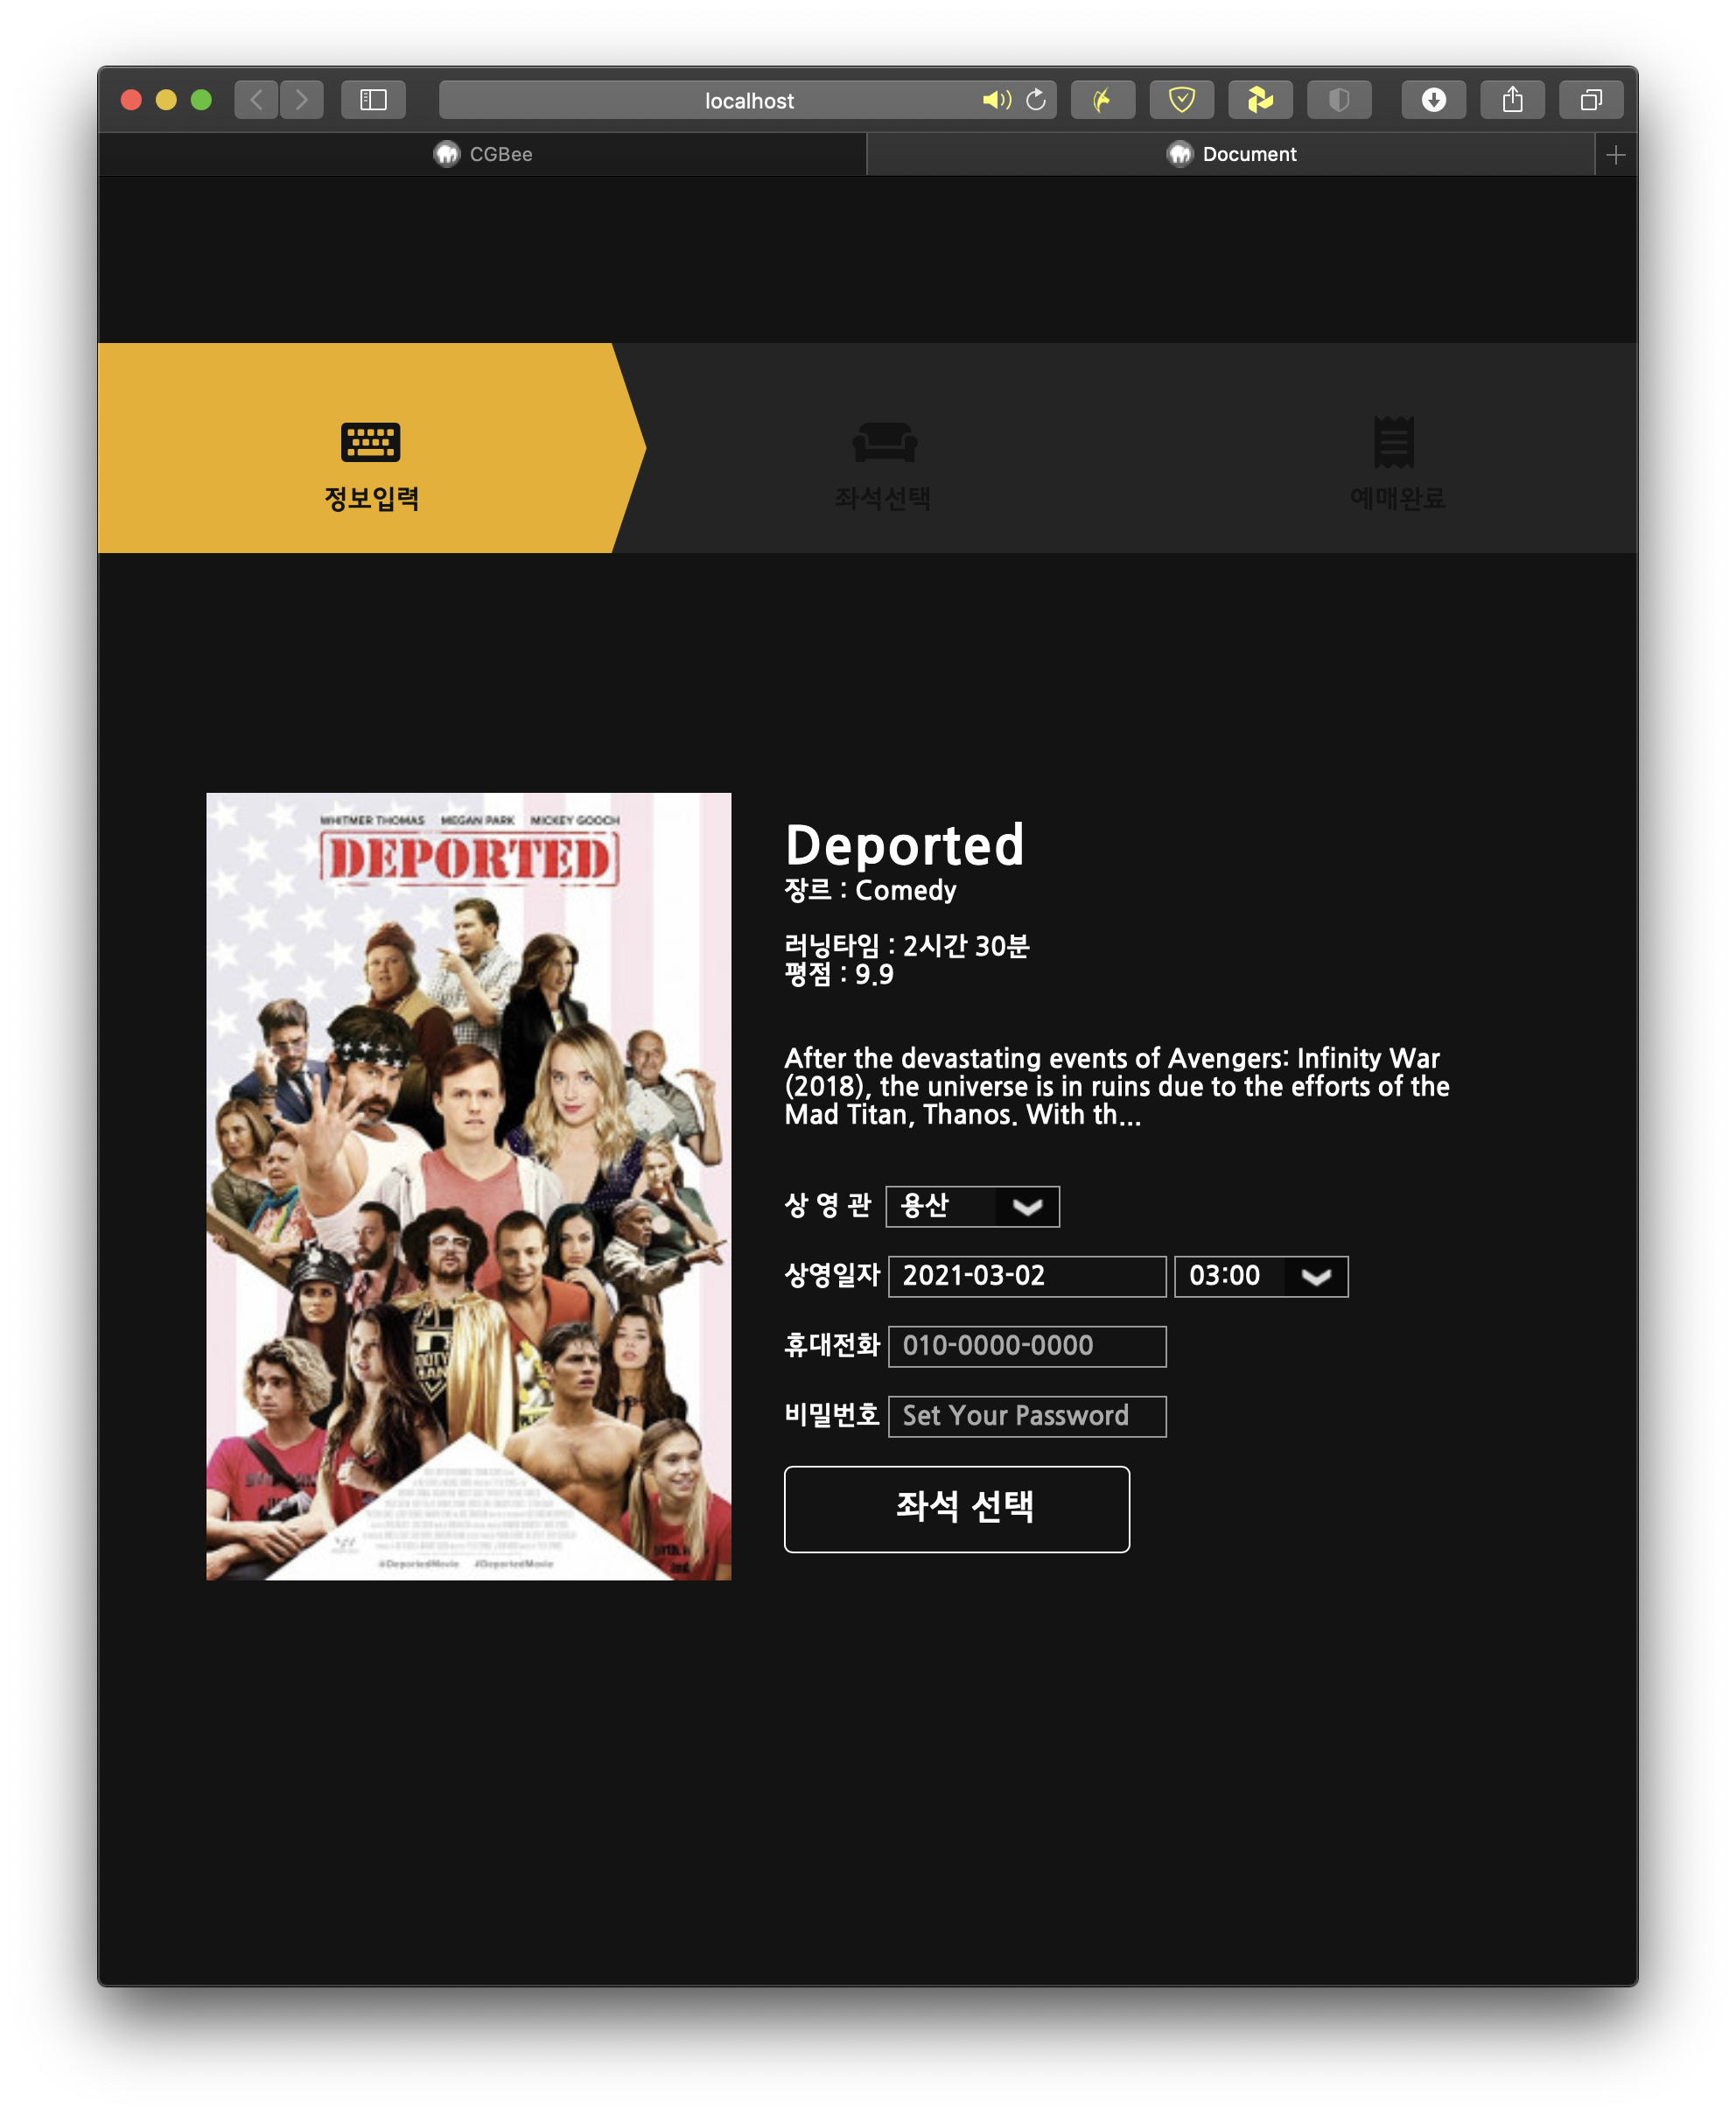 localhost
CGBee
Document
정보입력
좌석선택
예매완료
WHITMER THOMAS MEGAN PARK MICKEY GOOCH
DEPORTED
#DeportedMovie
Deported
장르 : Comedy
러닝타임 : 2시간 30분
평점 : 9.9
After the devastating events of Avengers: Infinity War
(2018), the universe is in ruins due to the efforts of the
Mad Titan, Thanos. With th...
상 영 관 용산
상영일자 2021-03-02 03:00
휴대전화 010-0000-0000
비밀번호 Set Your Password
좌석 선택